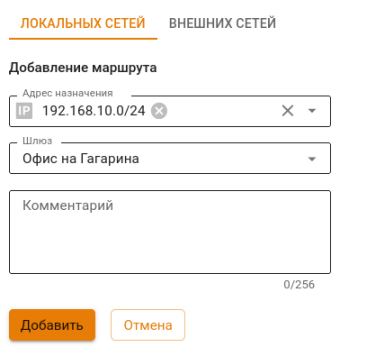 ЛОКАЛЬНЫХ СЕТЕЙ ВНЕШНИХ СЕТЕЙ
Добавление маршрута
Адрес назначения
IP 192.168.10.0/24
Шлюз
Офис на Гагарина
Комментарий
0/256
Добавить Отмена